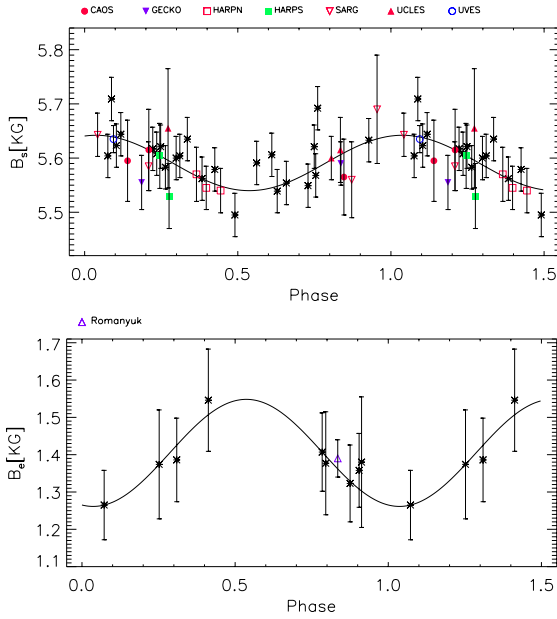 CAOS GECKO HARPN HARPS SARG UCLES UVES
5.8
5.7
5.6
5.5
B_s[KG]
0.0 0.5 1.0 1.5
Phase
Romanyuk
1.7
1.6
1.5
1.4
1.3
1.2
1.1
B_e[KG]
0.0 0.5 1.0 1.5
Phase